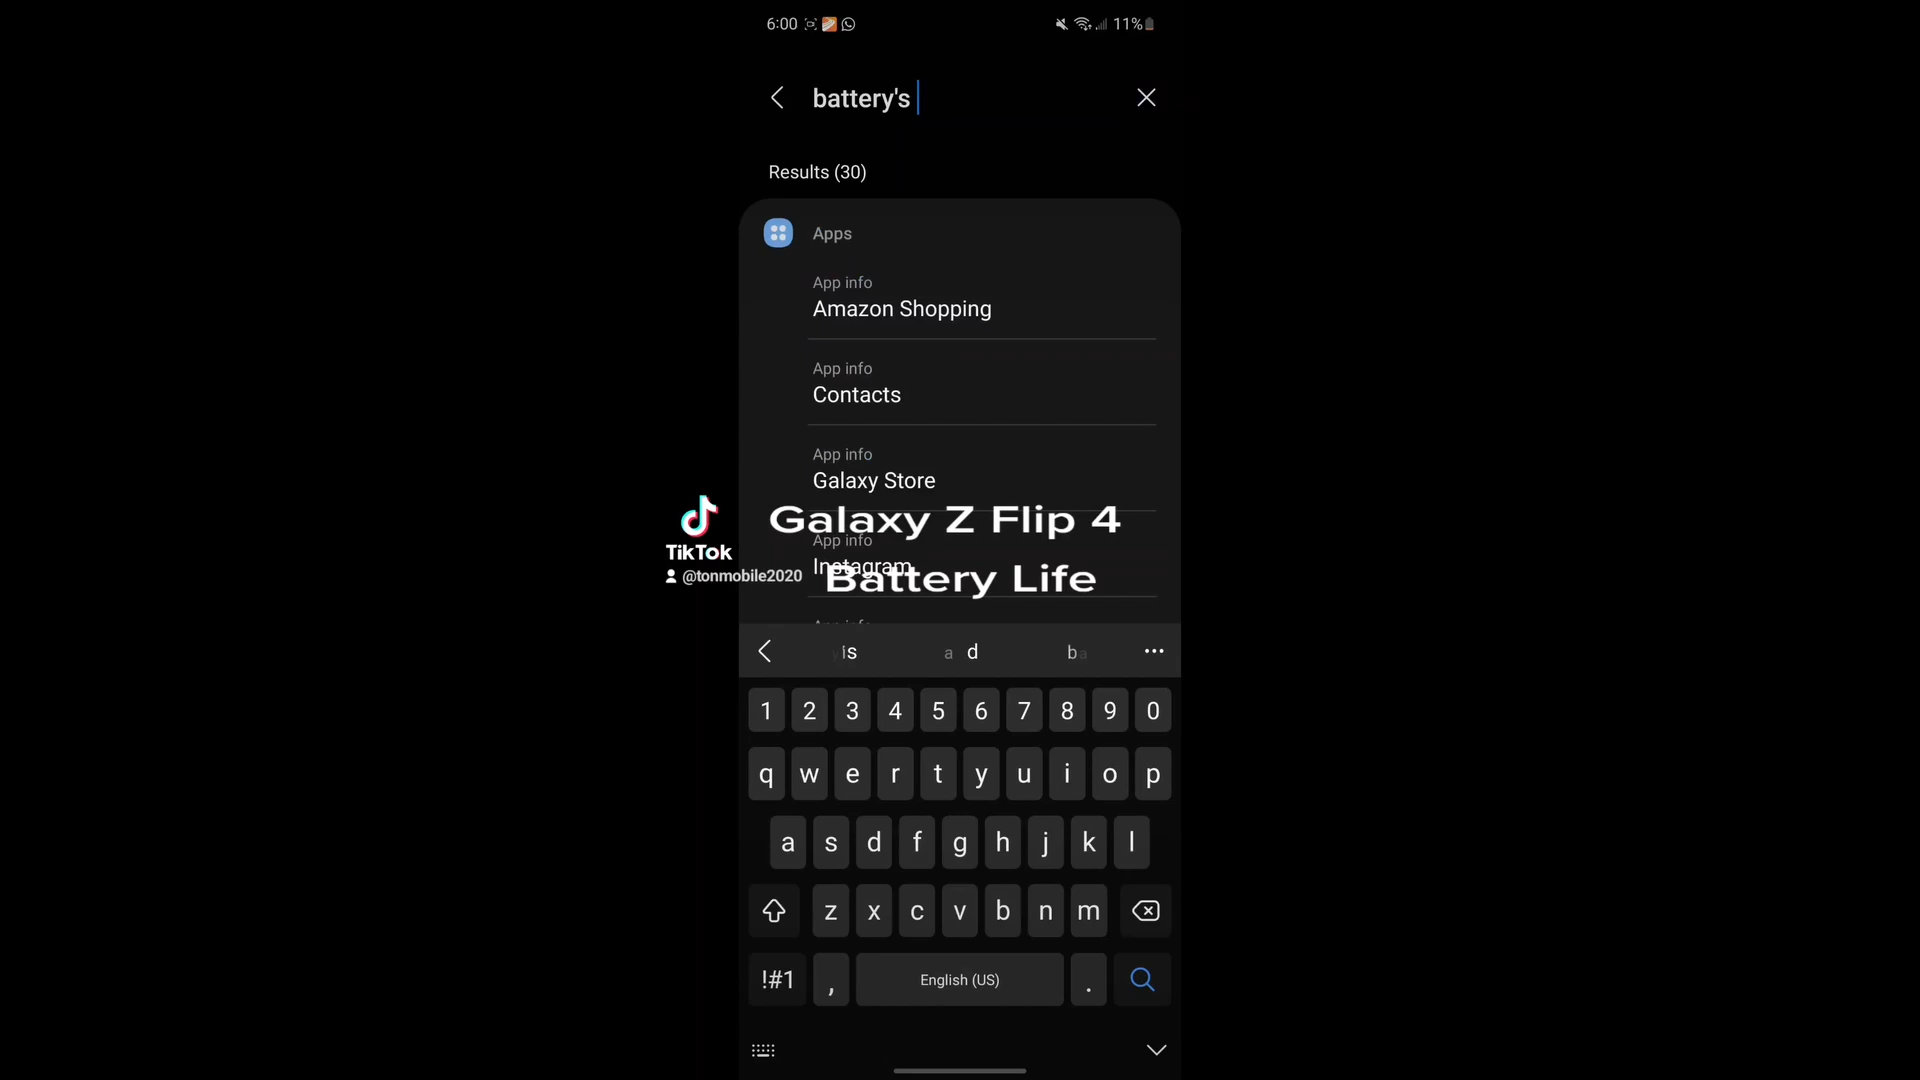 6:00
11%
battery's
Results (30)
Apps
App info
Amazon Shopping
App info
Contacts
App info
Galaxy Store
Galaxy Z Flip 4
App info
Instagram
Battery Life
TikTok
@tonmobile2020
App info
is
d
1 2 3 4 5 6 7 8 9 0
q w e r t y u i o p
a s d f g h j k l
z x c v b n m
!#1 , English (US) .